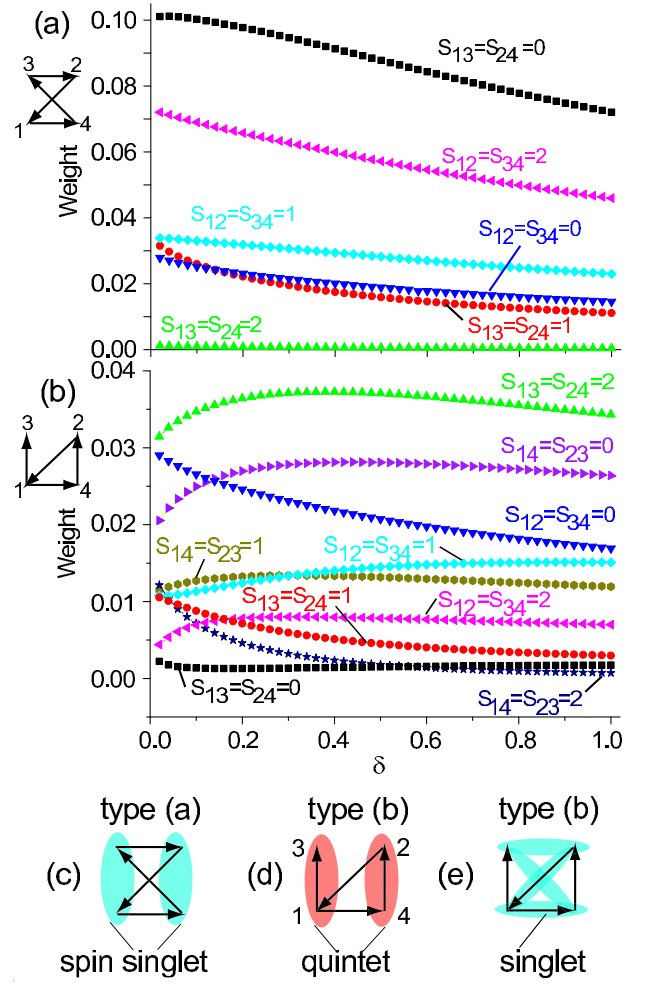 (a)
3 2
1 4
Weight
0.10
0.08
0.06
0.04
0.02
0.00
S13=S24=0
S12=S34=2
S12=S34=1
S12=S34=0
S13=S24=1
S13=S24=2
(b)
3 2
1 4
Weight
0.04
0.03
0.02
0.01
0.00
S13=S24=2
S14=S23=0
S12=S34=0
S14=S23=1
S12=S34=1
S13=S24=1
S12=S34=2
S13=S24=0
S14=S23=2
0.0 0.2 0.4 0.6 0.8 1.0
δ
type (a) type (b) type (b)
(c) (d) 3 2 (e)
1 4
spin singlet quintet singlet